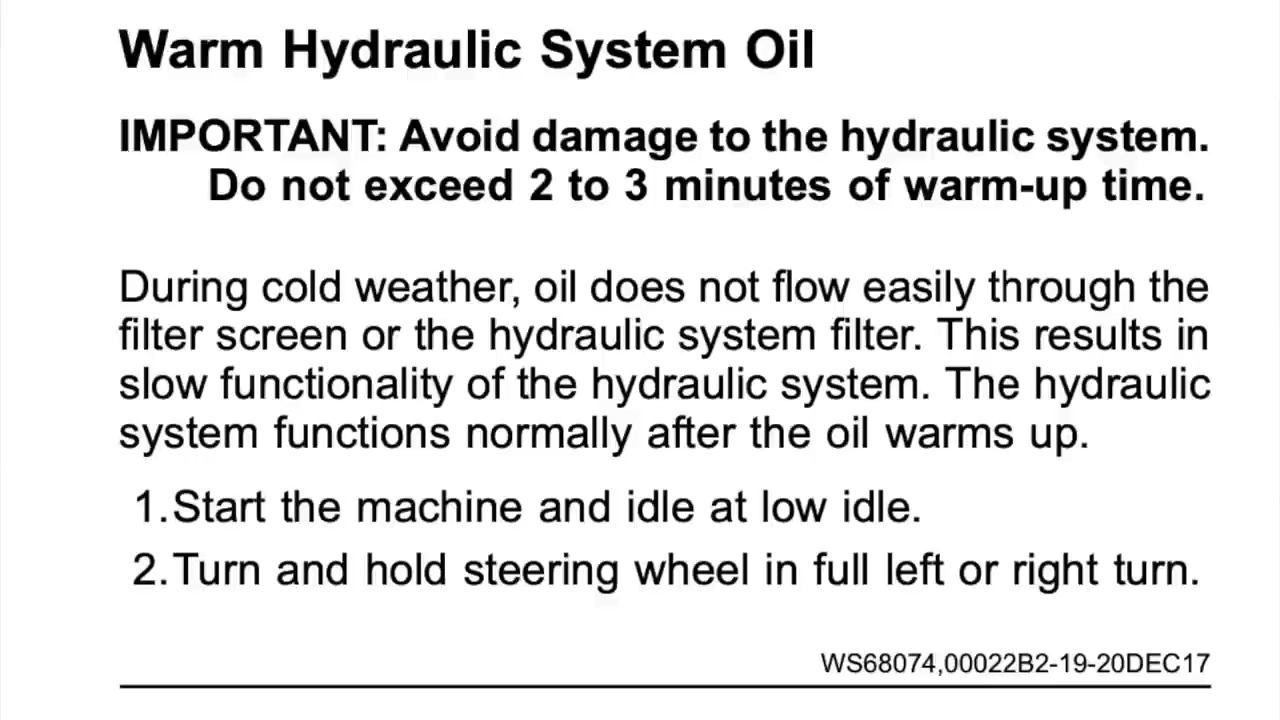 Warm Hydraulic System Oil
IMPORTANT: Avoid damage to the hydraulic system.
Do not exceed 2 to 3 minutes of warm-up time.
During cold weather, oil does not flow easily through the
filter screen or the hydraulic system filter. This results in
slow functionality of the hydraulic system. The hydraulic
system functions normally after the oil warms up.
1. Start the machine and idle at low idle.
2. Turn and hold steering wheel in full left or right turn.
WS68074,00022B2-19-20DEC17